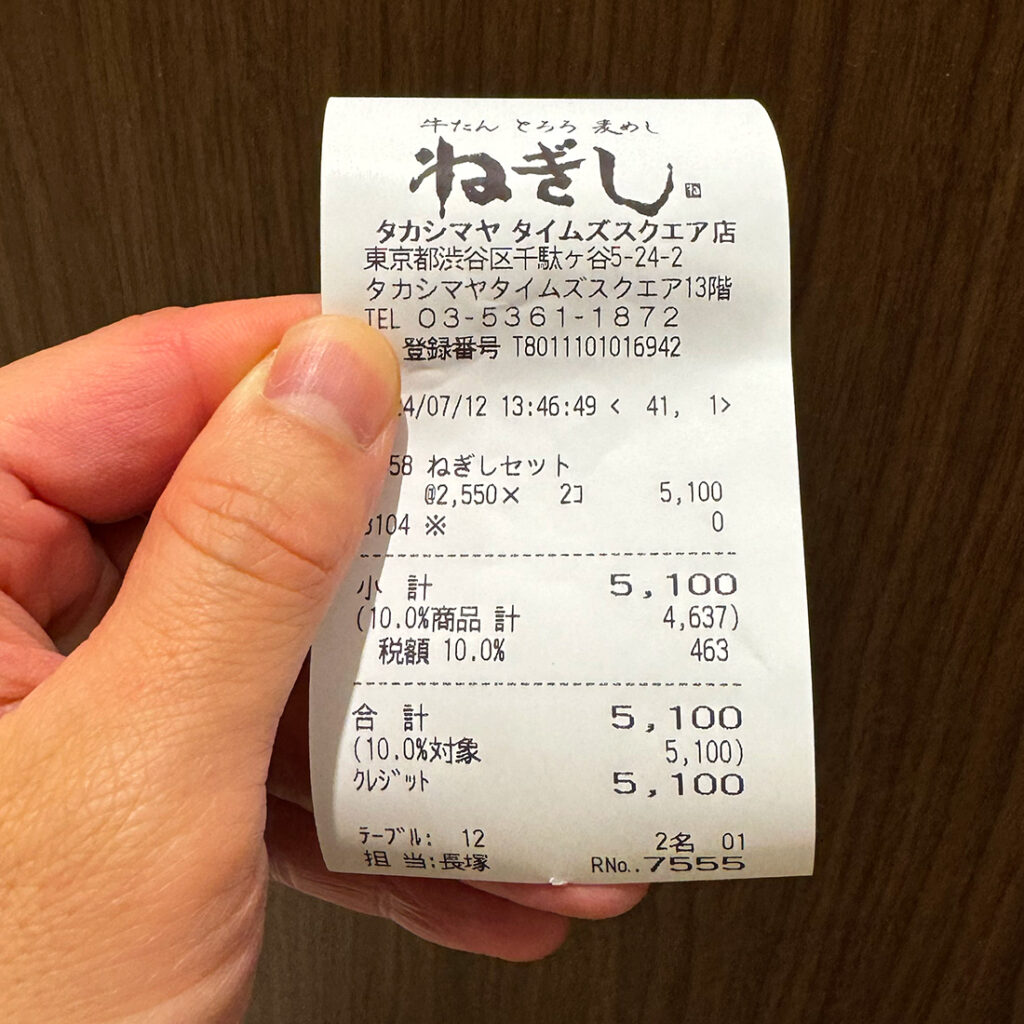 牛たん とろろ 麦めし
ねぎし ね
タカシマヤ タイムズスクエア店
東京都渋谷区千駄ヶ谷5-24-2
タカシマヤタイムズスクエア13階
TEL 03-5361-1872
登録番号 T8011101016942
4/07/12 13:46:49 < 41, 1>
58 ねぎしセット
@2,550× 2コ 5,100
3104 ※ 0
小 計 5,100
(10.0%商品 計 4,637)
税額 10.0% 463
合 計 5,100
(10.0%対象 5,100)
クレジット 5,100
テーブル: 12 2名 01
担 当:長塚 RNo..7555